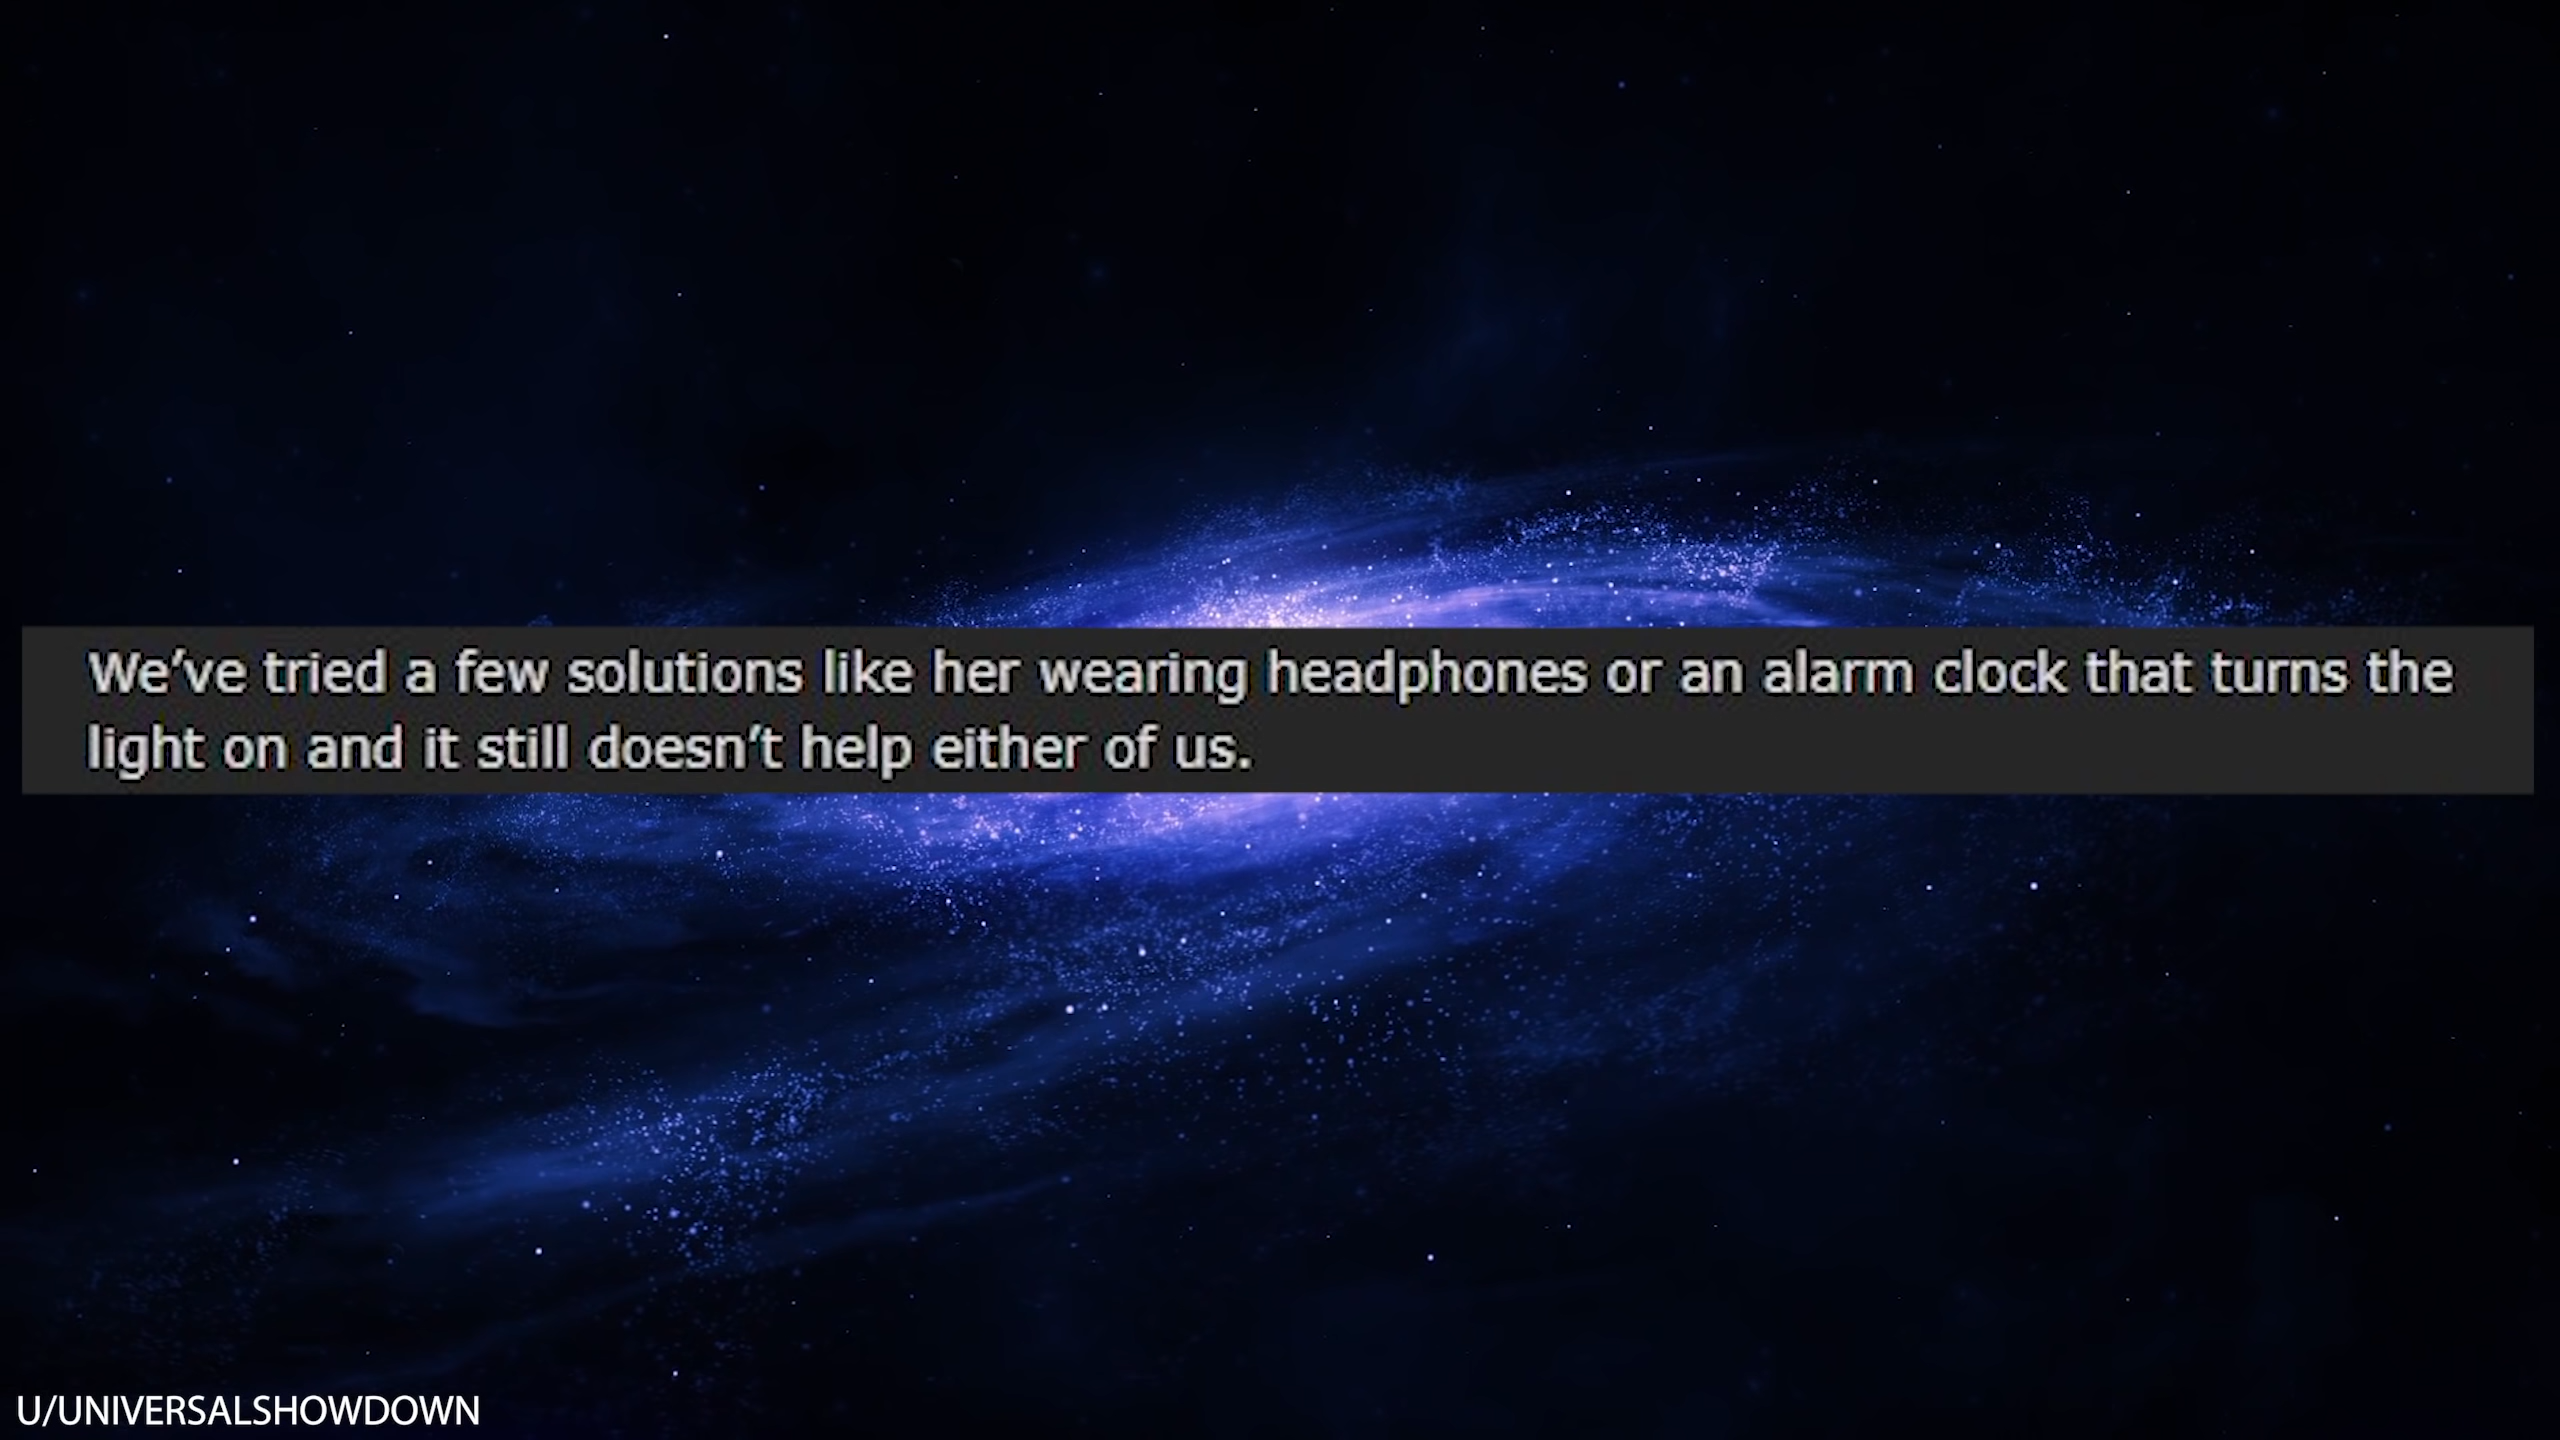 We’ve tried a few solutions like her wearing headphones or an alarm clock that turns the
light on and it still doesn’t help either of us.
U/UNIVERSALSHOWDOWN